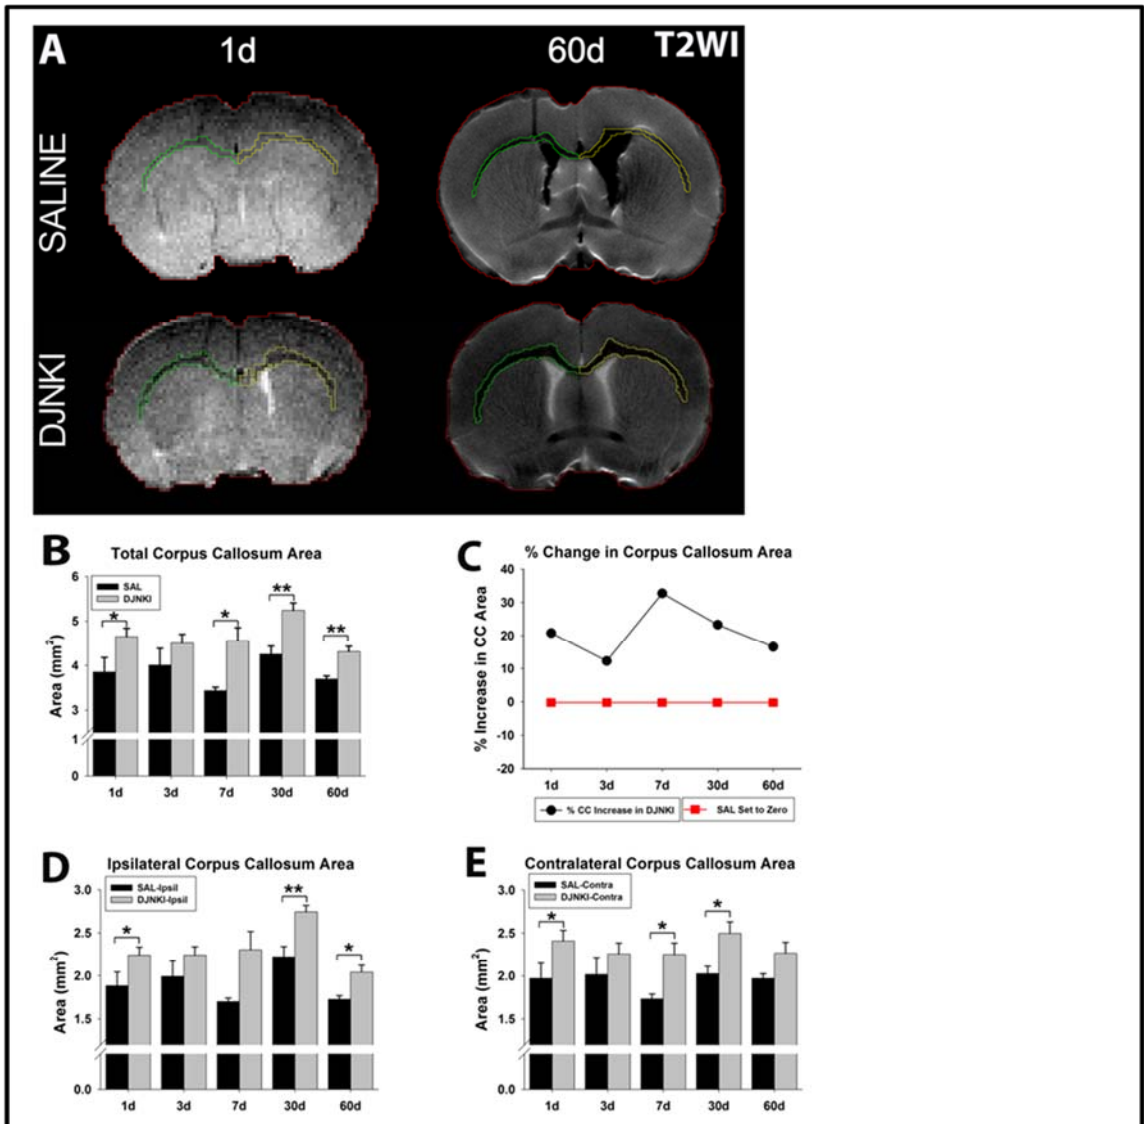 A
1d
60d
T2WI
SALINE
DJNKI
B
Total Corpus Callosum Area
SAL
DJNKI
Area (mm²)
6
5
4
3
1
0
*
*
**
**
1d 3d 7d 30d 60d
C
% Change in Corpus Callosum Area
% Increase in CC Area
40
30
20
10
0
-10
-20
1d 3d 7d 30d 60d
% CC Increase in DJNKI
SAL Set to Zero
D
Ipsilateral Corpus Callosum Area
SAL-Ipsil
DJNKI-Ipsil
Area (mm²)
3.0
2.5
2.0
1.5
0.0
*
**
*
1d 3d 7d 30d 60d
E
Contralateral Corpus Callosum Area
SAL-Contra
DJNKI-Contra
Area (mm²)
3.0
2.5
2.0
1.5
0.0
*
*
*
1d 3d 7d 30d 60d